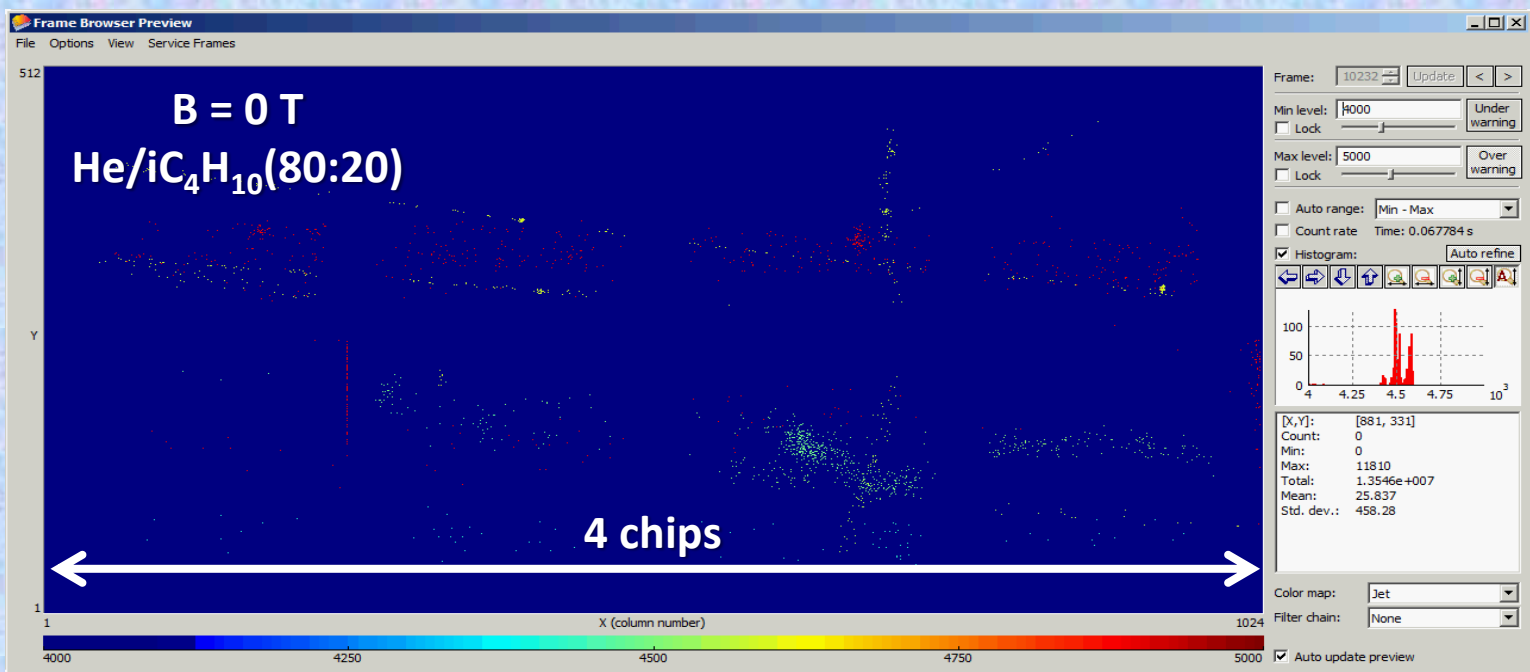 Frame Browser Preview
File Options View Service Frames
512
B = 0 T
He/iC₄H₁₀(80:20)
Y
4 chips
1
1 X (column number) 1024
4000 4250 4500 4750 5000
Frame: 10232 Update < >
Min level: 4000 Under warning
Lock
Max level: 5000 Over warning
Lock
Auto range: Min - Max
Count rate Time: 0.067784 s
Histogram: Auto refine
A
100
50
0
4 4.25 4.5 4.75 10³
[X,Y]: [881, 331]
Count: 0
Min: 0
Max: 11810
Total: 1.3546e+007
Mean: 25.837
Std. dev.: 458.28
Color map: Jet
Filter chain: None
Auto update preview